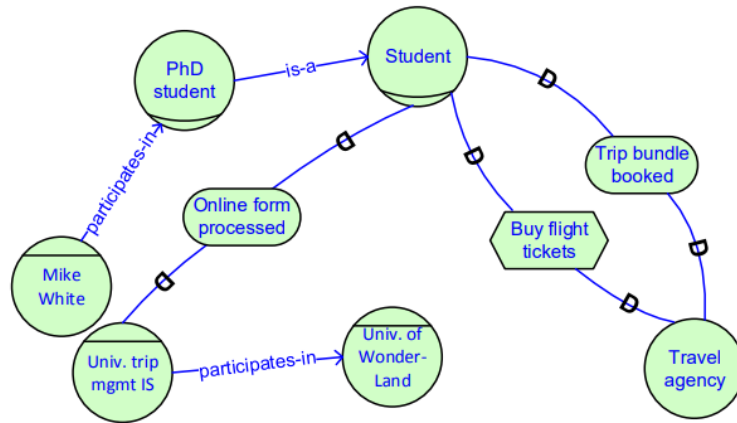 PhD
student
is-a
Student
D
D
D
Trip bundle
booked
participates-in
Online form
processed
Buy flight
tickets
D
D
D
Mike
White
Univ. trip
mgmt IS
participates-in
Univ. of
Wonder-
Land
Travel
agency